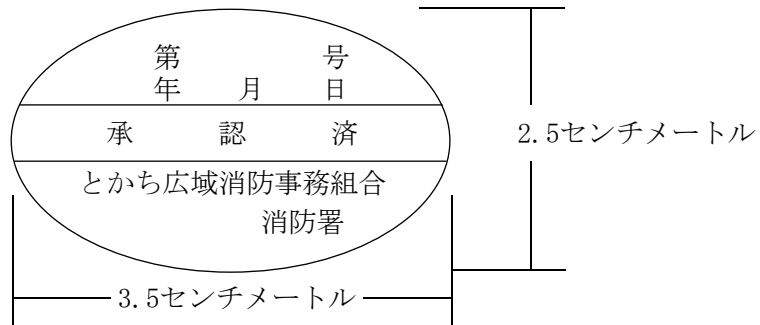 第 号
年 月 日
承 認 済
とかち広域消防事務組合
消防署
2.5センチメートル
3.5センチメートル